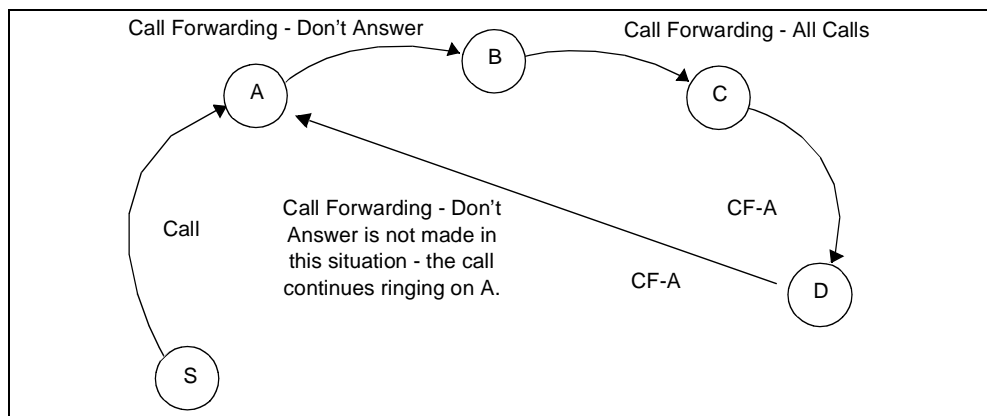 Call Forwarding - Don't Answer
Call Forwarding - All Calls
B
A
C
Call
Call Forwarding - Don't
Answer is not made in
this situation - the call
continues ringing on A.
CF-A
CF-A
D
S